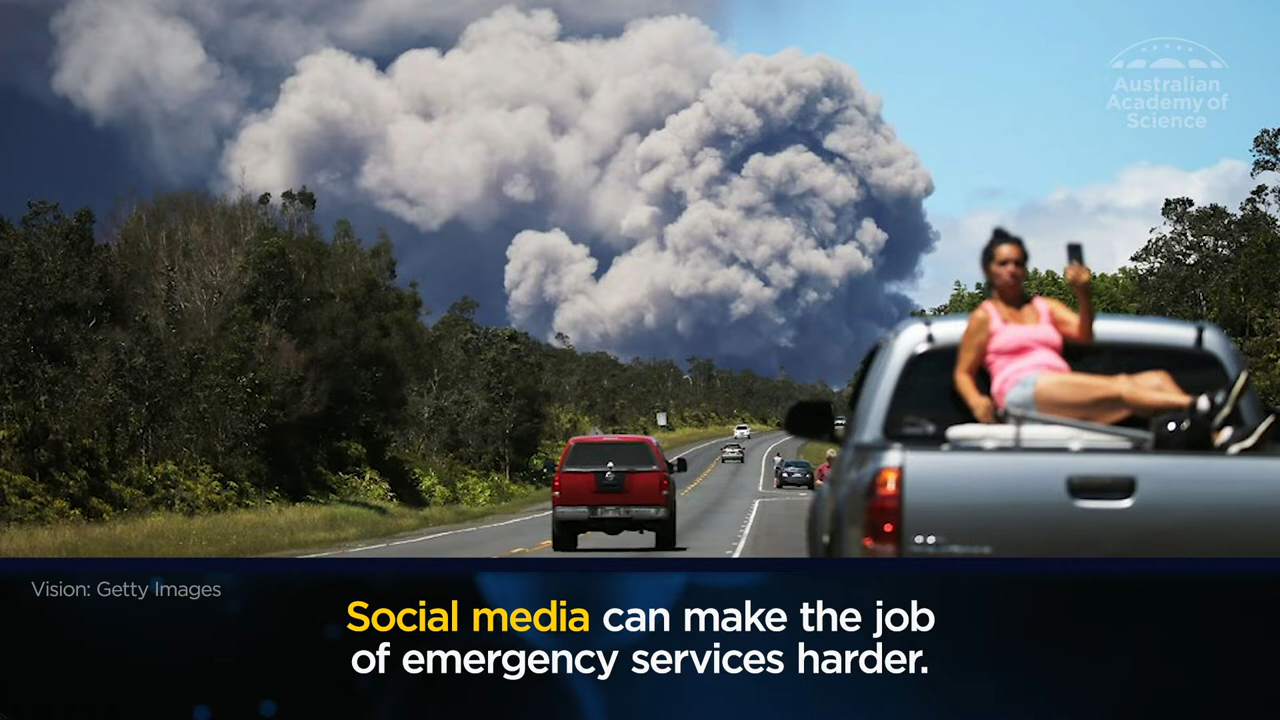 Australian
Academy of
Science
Vision: Getty Images
Social media can make the job
of emergency services harder.